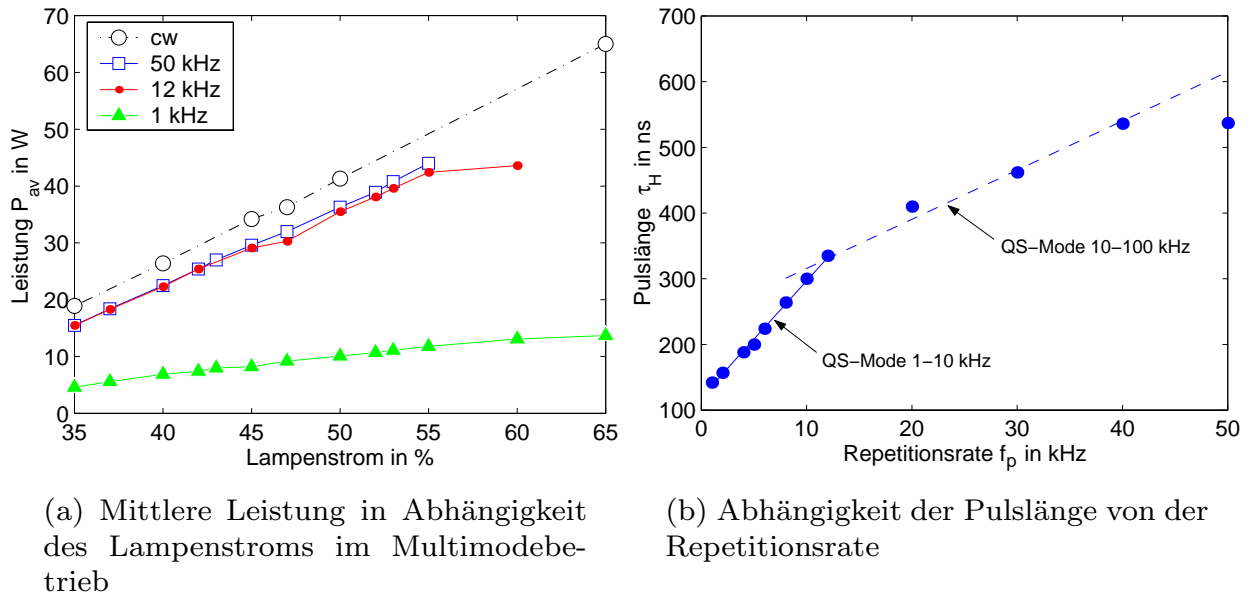 70
60
50
40
30
20
10
0
Leistung P_av in W
cw
50 kHz
12 kHz
1 kHz
35 40 45 50 55 60 65
Lampenstrom in %
(a) Mittlere Leistung in Abhängigkeit
des Lampenstroms im Multimodebe-
trieb
700
600
500
400
300
200
100
Pulslänge τ_H in ns
QS−Mode 10−100 kHz
QS−Mode 1−10 kHz
0 10 20 30 40 50
Repetitionsrate f_p in kHz
(b) Abhängigkeit der Pulslänge von der
Repetitionsrate